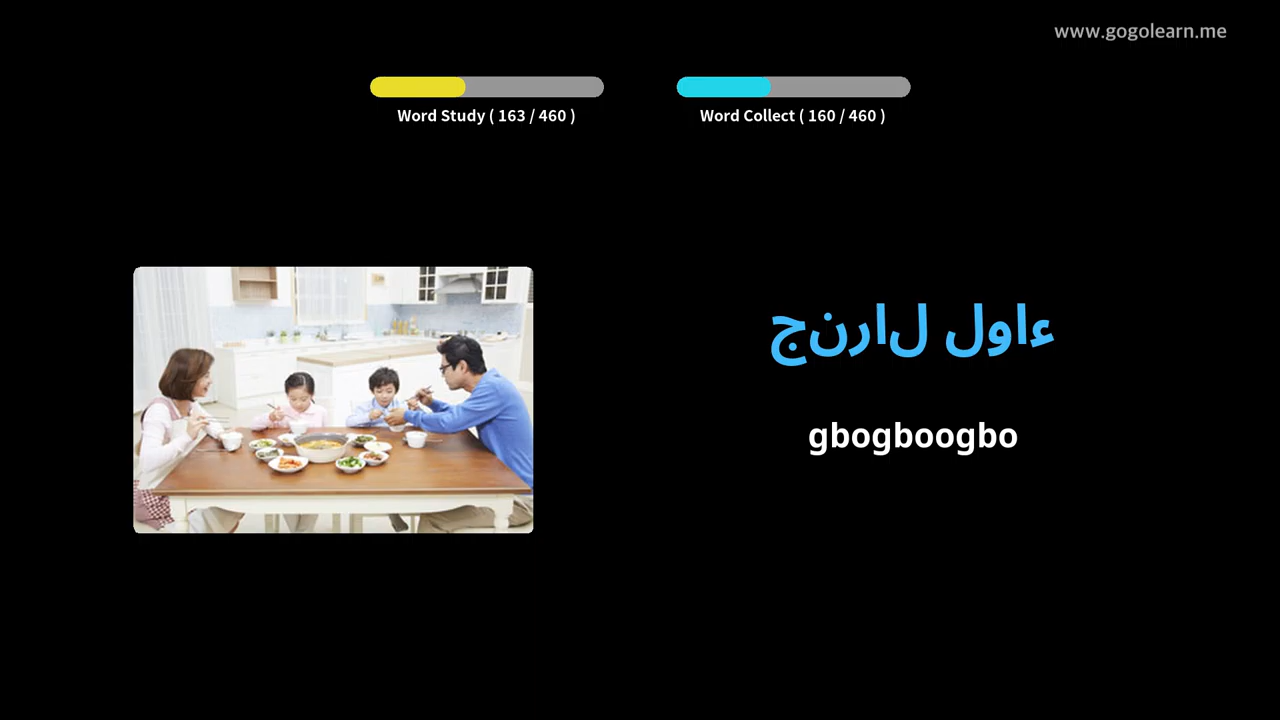 www.gogolearn.me
Word Study ( 163 / 460 )
Word Collect ( 160 / 460 )
ءاول لارنج
gbogboogbo